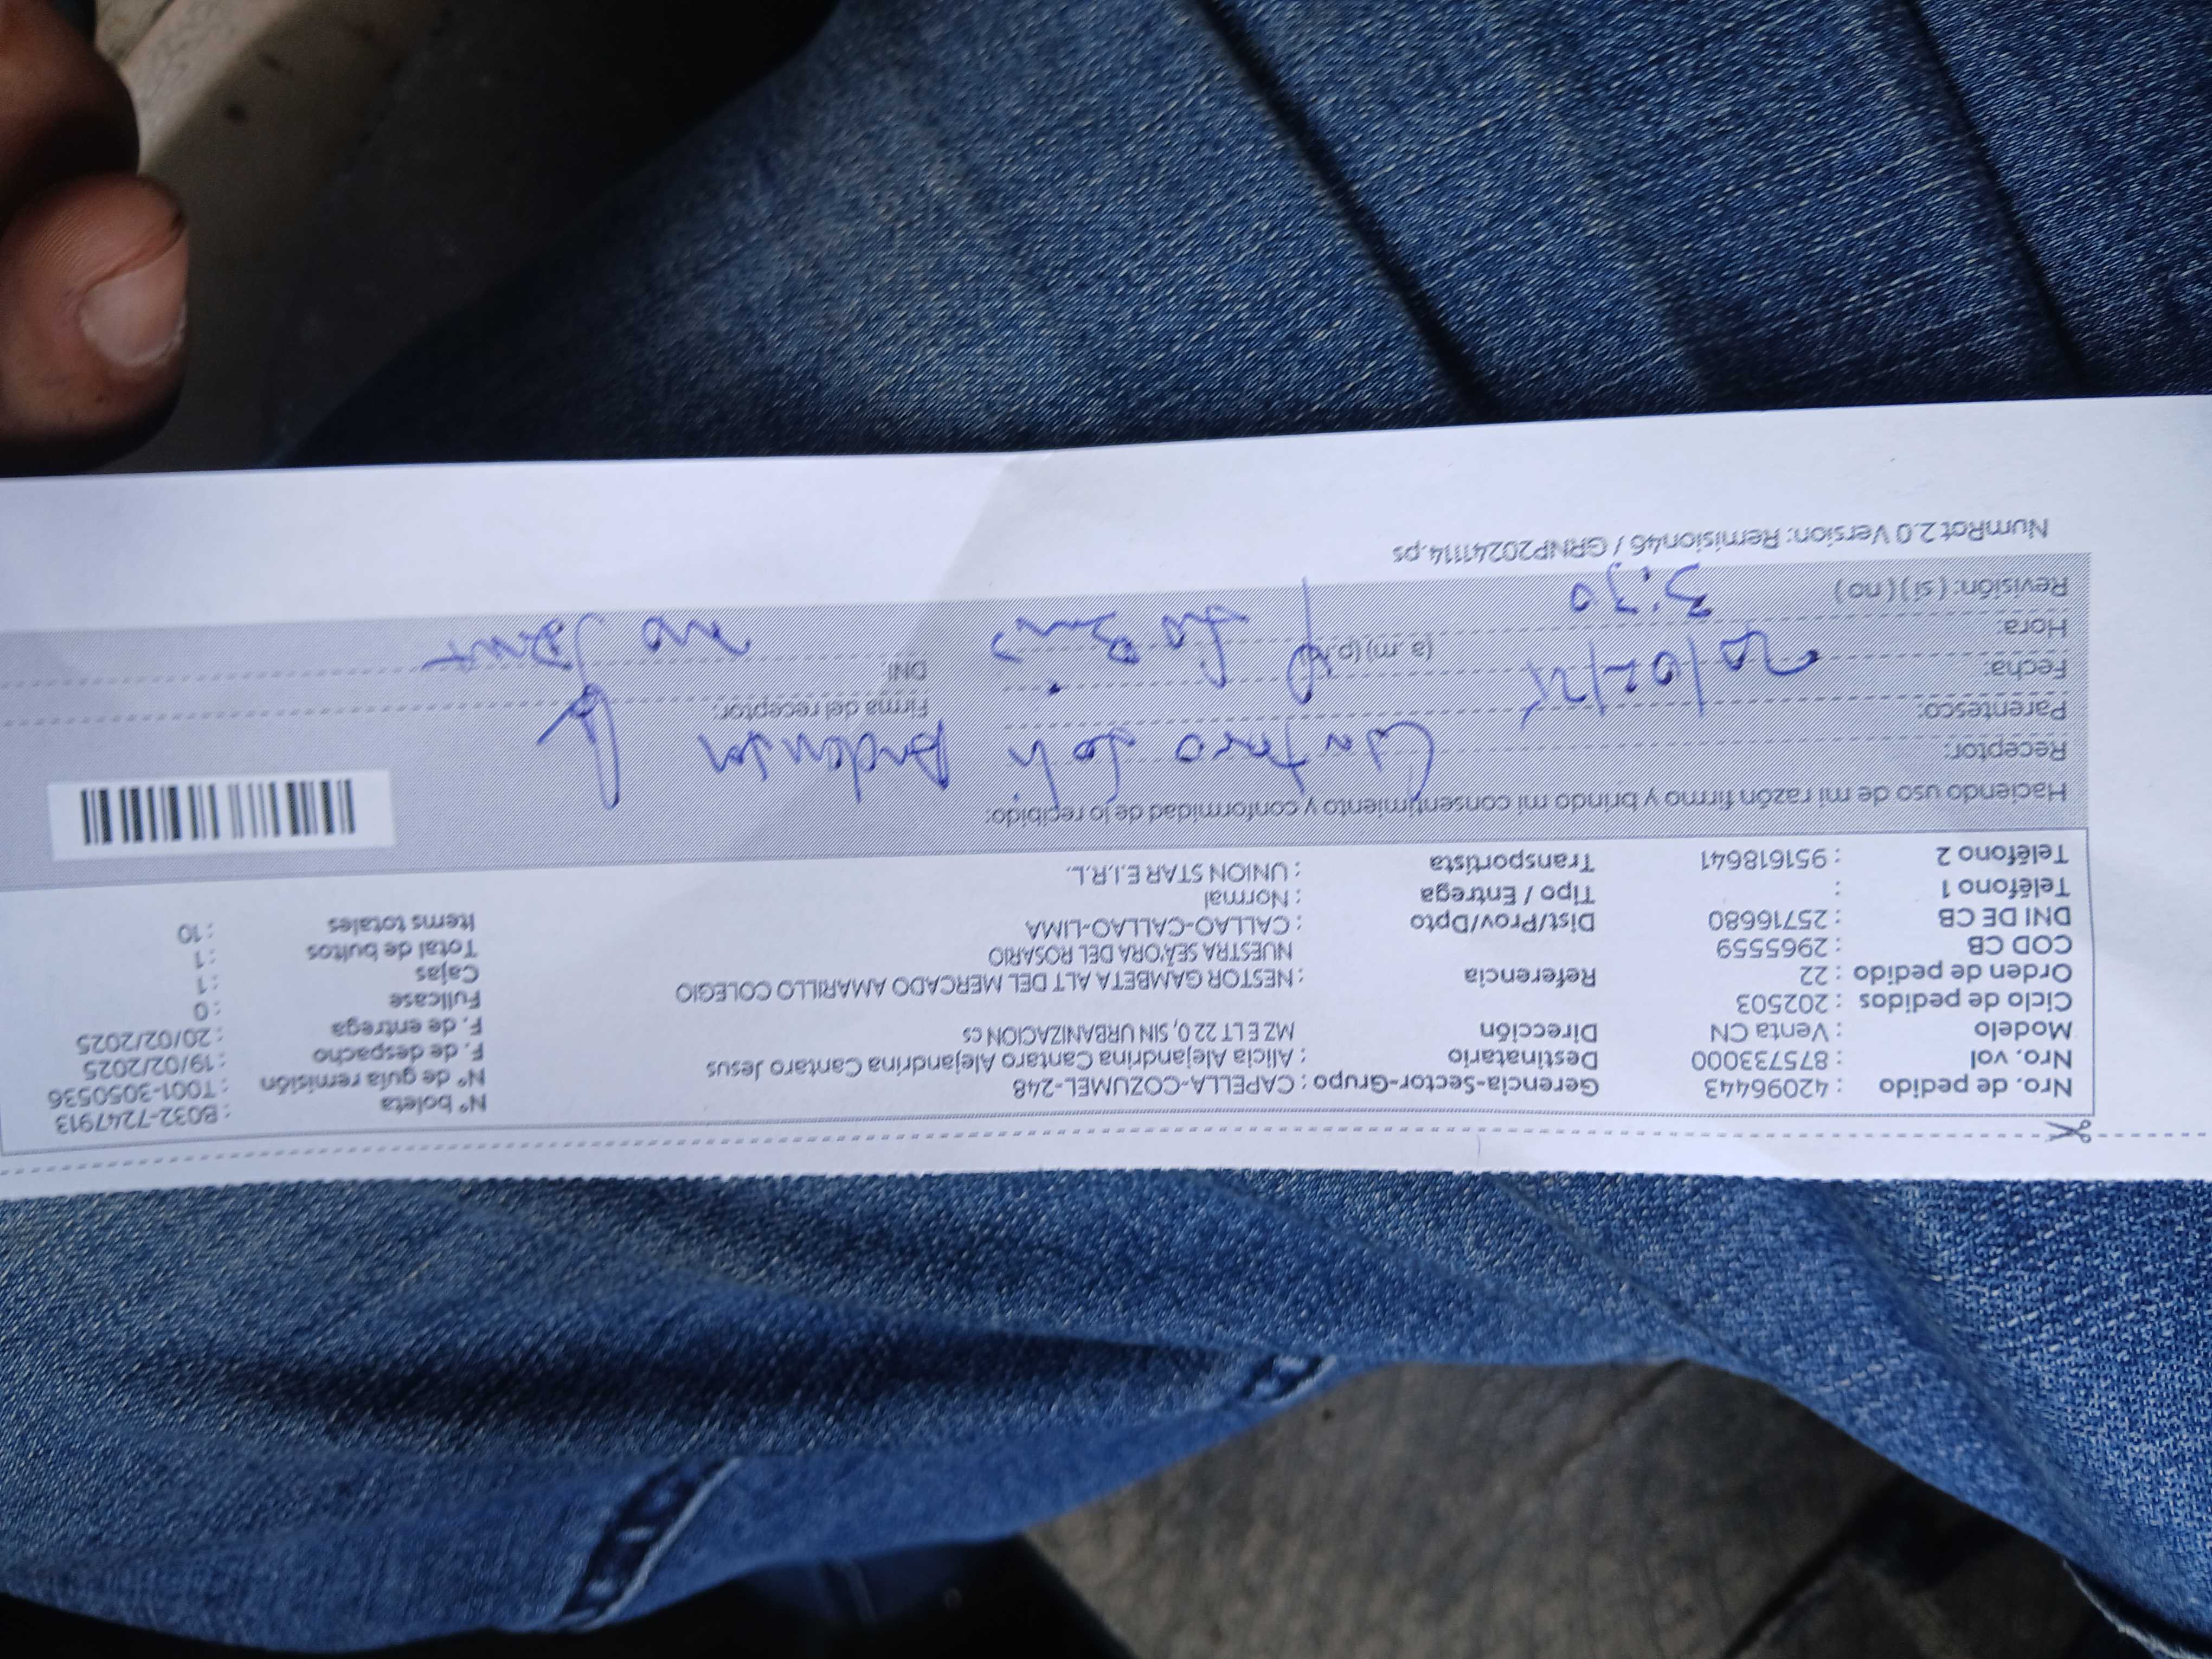 Nro. de pedido : 42096443 Gerencia-Sector-Grupo : CAPELLA-COZUMEL-248 Nº boleta : B032-7247913
Nro. vol : 875733000 Destinatario : Alicia Alejandrina Cantaro Alejandrina Cantaro Jesus Nº de guía remisión : T001-3050536
Modelo : Venta CN Dirección MZ E LT 22 0, SIN URBANIZACION cs F. de despacho : 19/02/2025
Ciclo de pedidos : 202503 F. de entrega : 20/02/2025
Orden de pedido : 22 Referencia : NESTOR GAMBETA ALT DEL MERCADO AMARILLO COLEGIO Fullcase : 0
COD CB : 2965559 NUESTRA SEÃ'ORA DEL ROSARIO Cajas : 1
DNI DE CB : 25716680 Dist/Prov/Dpto : CALLAO-CALLAO-LIMA Total de bultos : 1
Teléfono 1 : Tipo / Entrega : Normal Items totales : 10
Teléfono 2 : 951618641 Transportista : UNION STAR E.I.R.L.
Haciendo uso de mi razón firmo y brindo mi consentimiento y conformidad de lo recibido:
Receptor: Cantaro
Parentesco: Firma del receptor:
Fecha: 20/02/25 DNI:
Hora: 3:30 (a.m) (p.m) no
Revisión: ( si ) ( no )
NumRot 2.0 Version: Remision46 / GRNP20241114.ps